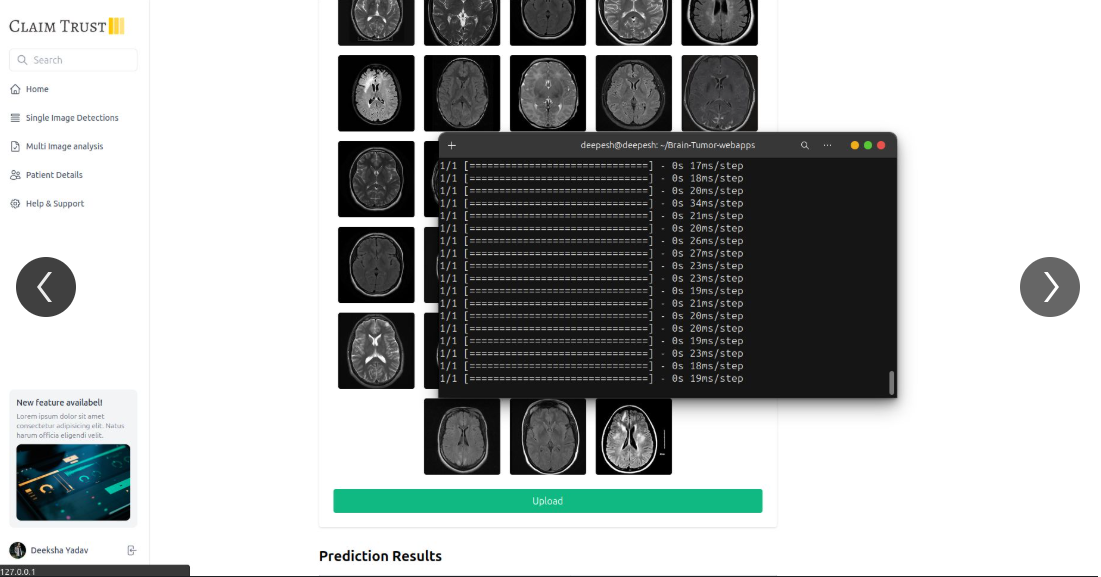 CLAIM TRUST
Search
Home
Single Image Detections
Multi Image analysis
Patient Details
Help & Support
New feature availabel!
Lorem ipsum dolor sit amet
consectetur adipisicing elit. Natus
harum officia eligendi velit.
Deeksha Yadav
127.0.0.1
+ deepesh@deepesh: ~/Brain-Tumor-webapps
1/1 [==============================] - 0s 17ms/step
1/1 [==============================] - 0s 18ms/step
1/1 [==============================] - 0s 20ms/step
1/1 [==============================] - 0s 34ms/step
1/1 [==============================] - 0s 21ms/step
1/1 [==============================] - 0s 20ms/step
1/1 [==============================] - 0s 26ms/step
1/1 [==============================] - 0s 27ms/step
1/1 [==============================] - 0s 23ms/step
1/1 [==============================] - 0s 23ms/step
1/1 [==============================] - 0s 19ms/step
1/1 [==============================] - 0s 21ms/step
1/1 [==============================] - 0s 20ms/step
1/1 [==============================] - 0s 20ms/step
1/1 [==============================] - 0s 19ms/step
1/1 [==============================] - 0s 23ms/step
1/1 [==============================] - 0s 18ms/step
1/1 [==============================] - 0s 19ms/step
Upload
Prediction Results